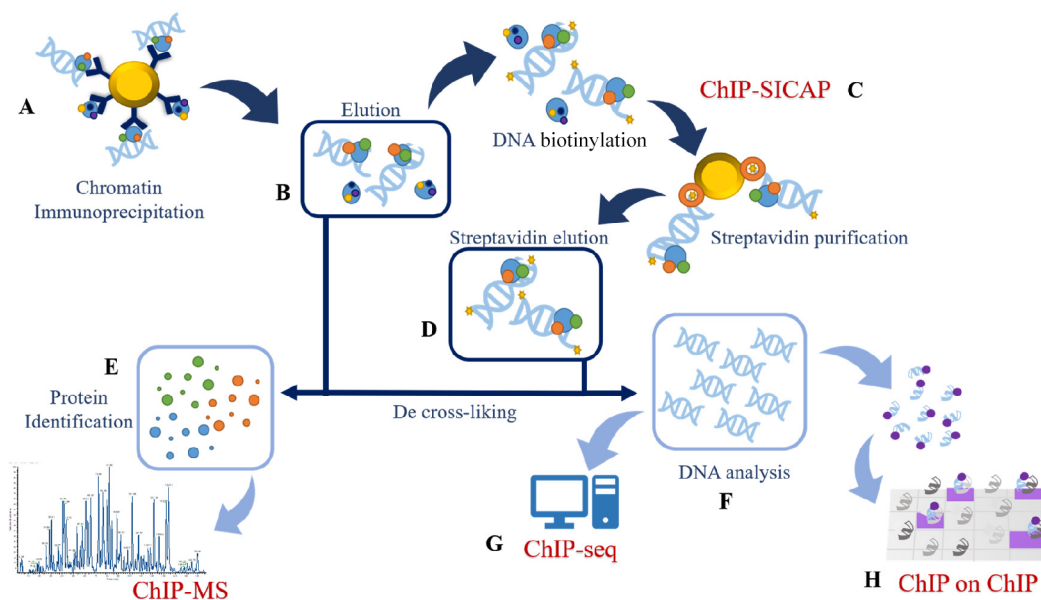 A
Chromatin
Immunoprecipitation
Elution
B
DNA biotinylation
ChIP-SICAP C
Streptavidin purification
Streptavidin elution
D
E
Protein
Identification
De cross-liking
DNA analysis
F
ChIP-MS
G
ChIP-seq
H
ChIP on ChIP